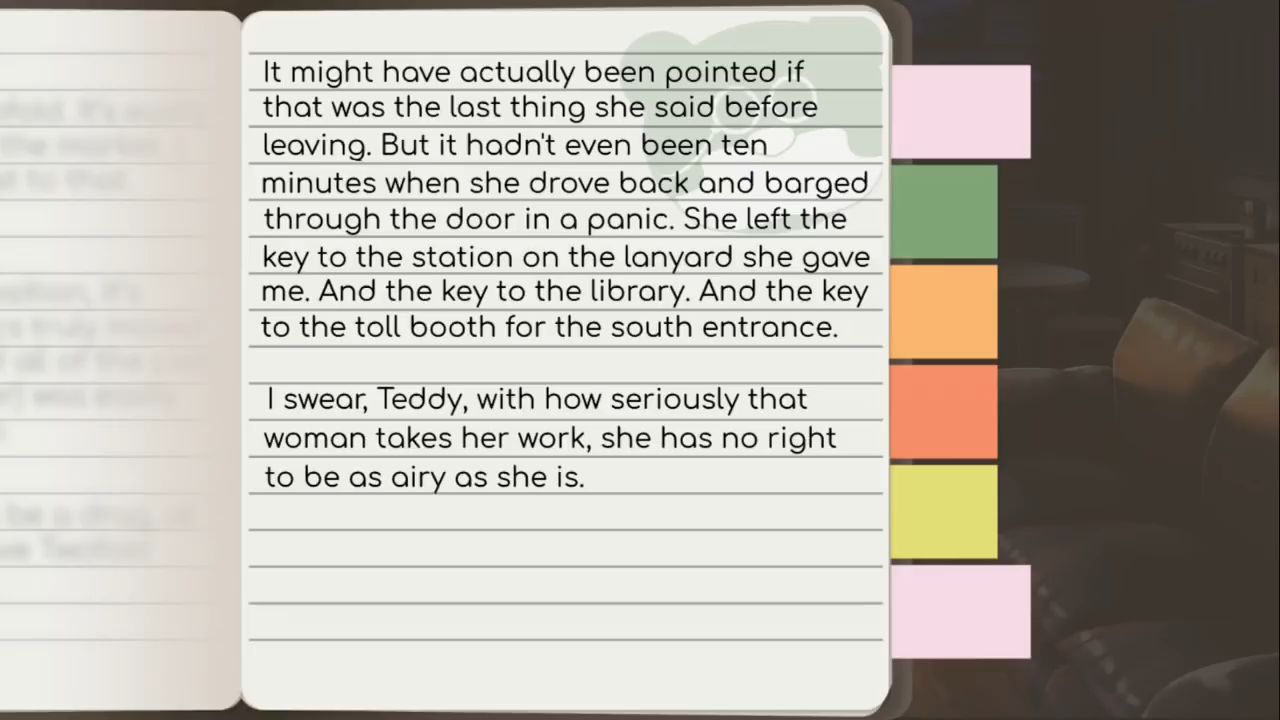 It might have actually been pointed if
that was the last thing she said before
leaving. But it hadn't even been ten
minutes when she drove back and barged
through the door in a panic. She left the
key to the station on the lanyard she gave
me. And the key to the library. And the key
to the toll booth for the south entrance.
I swear, Teddy, with how seriously that
woman takes her work, she has no right
to be as airy as she is.